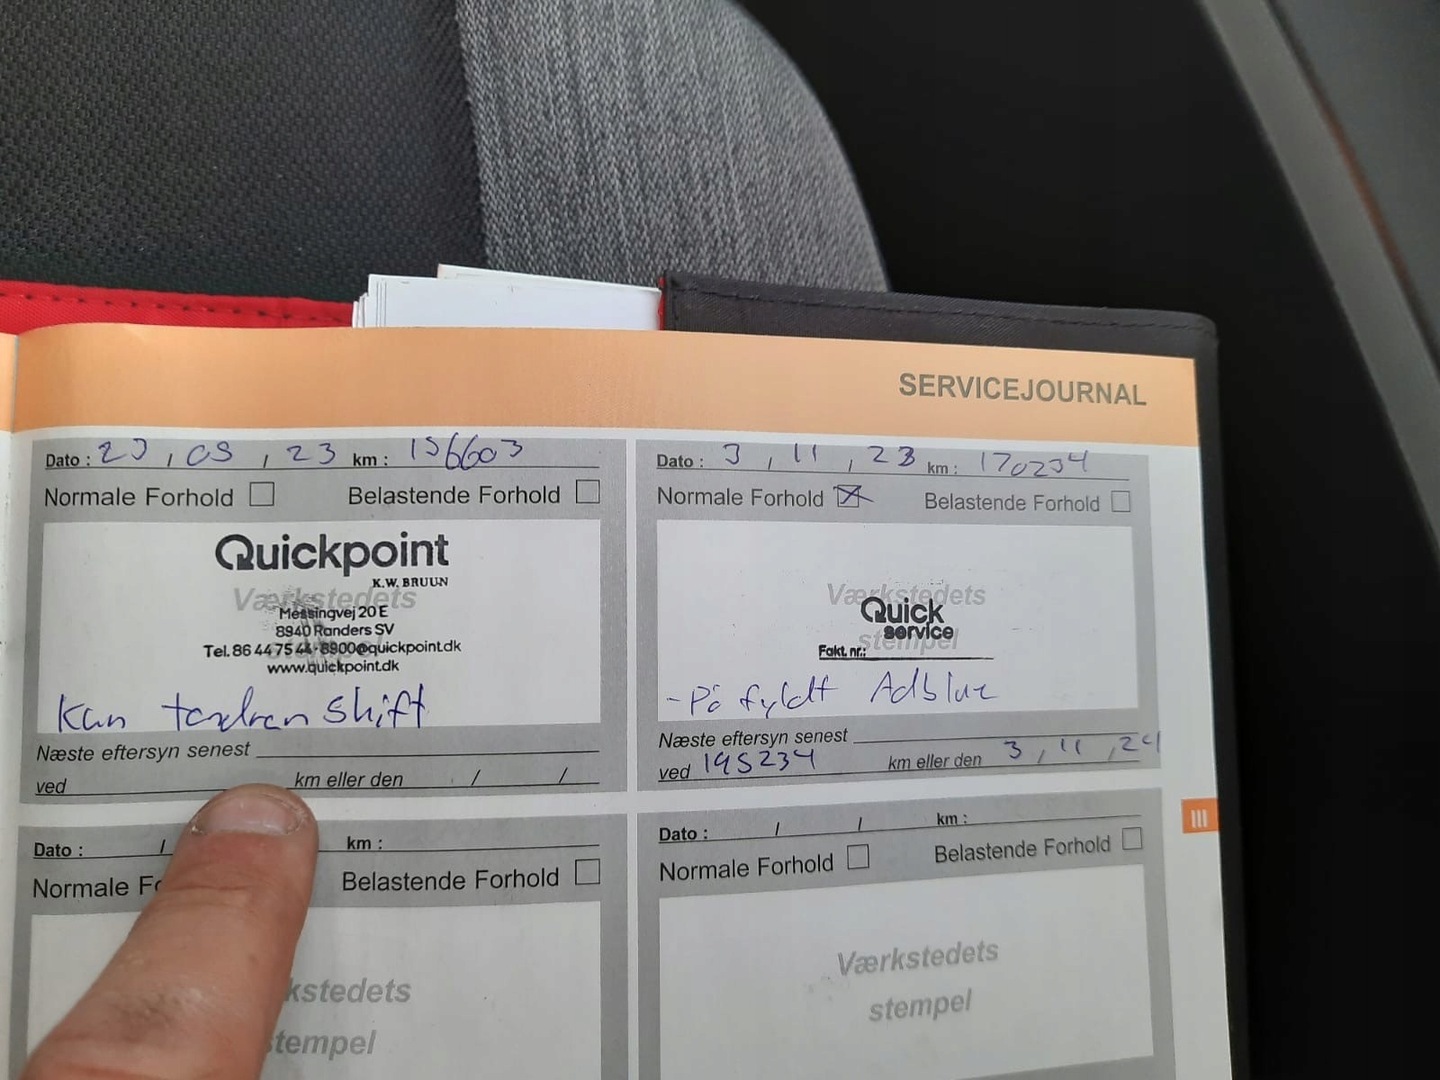 SERVICEJOURNAL
Dato : 23 / 05 / 23 km : 156603
Normale Forhold Belastende Forhold
Quickpoint
K.W. BRUUN
Værkstedets
Messingvej 20 E
8940 Randers SV
Tel. 86 44 75 44 · 8900@quickpoint.dk
www.quickpoint.dk
Kun tandrem skift
Næste eftersyn senest
ved km eller den / /
Dato : 3 / 11 / 23 km : 170234
Normale Forhold Belastende Forhold
Værkstedets
Quick
service
stempel
Fakt. nr.:
- På fyldt Adblue
Næste eftersyn senest
ved 195234 km eller den 3 / 11 / 24
III
Dato : / km :
Normale Belastende Forhold
kstedets
stempel
Dato : / / km :
Normale Forhold Belastende Forhold
Værkstedets
stempel